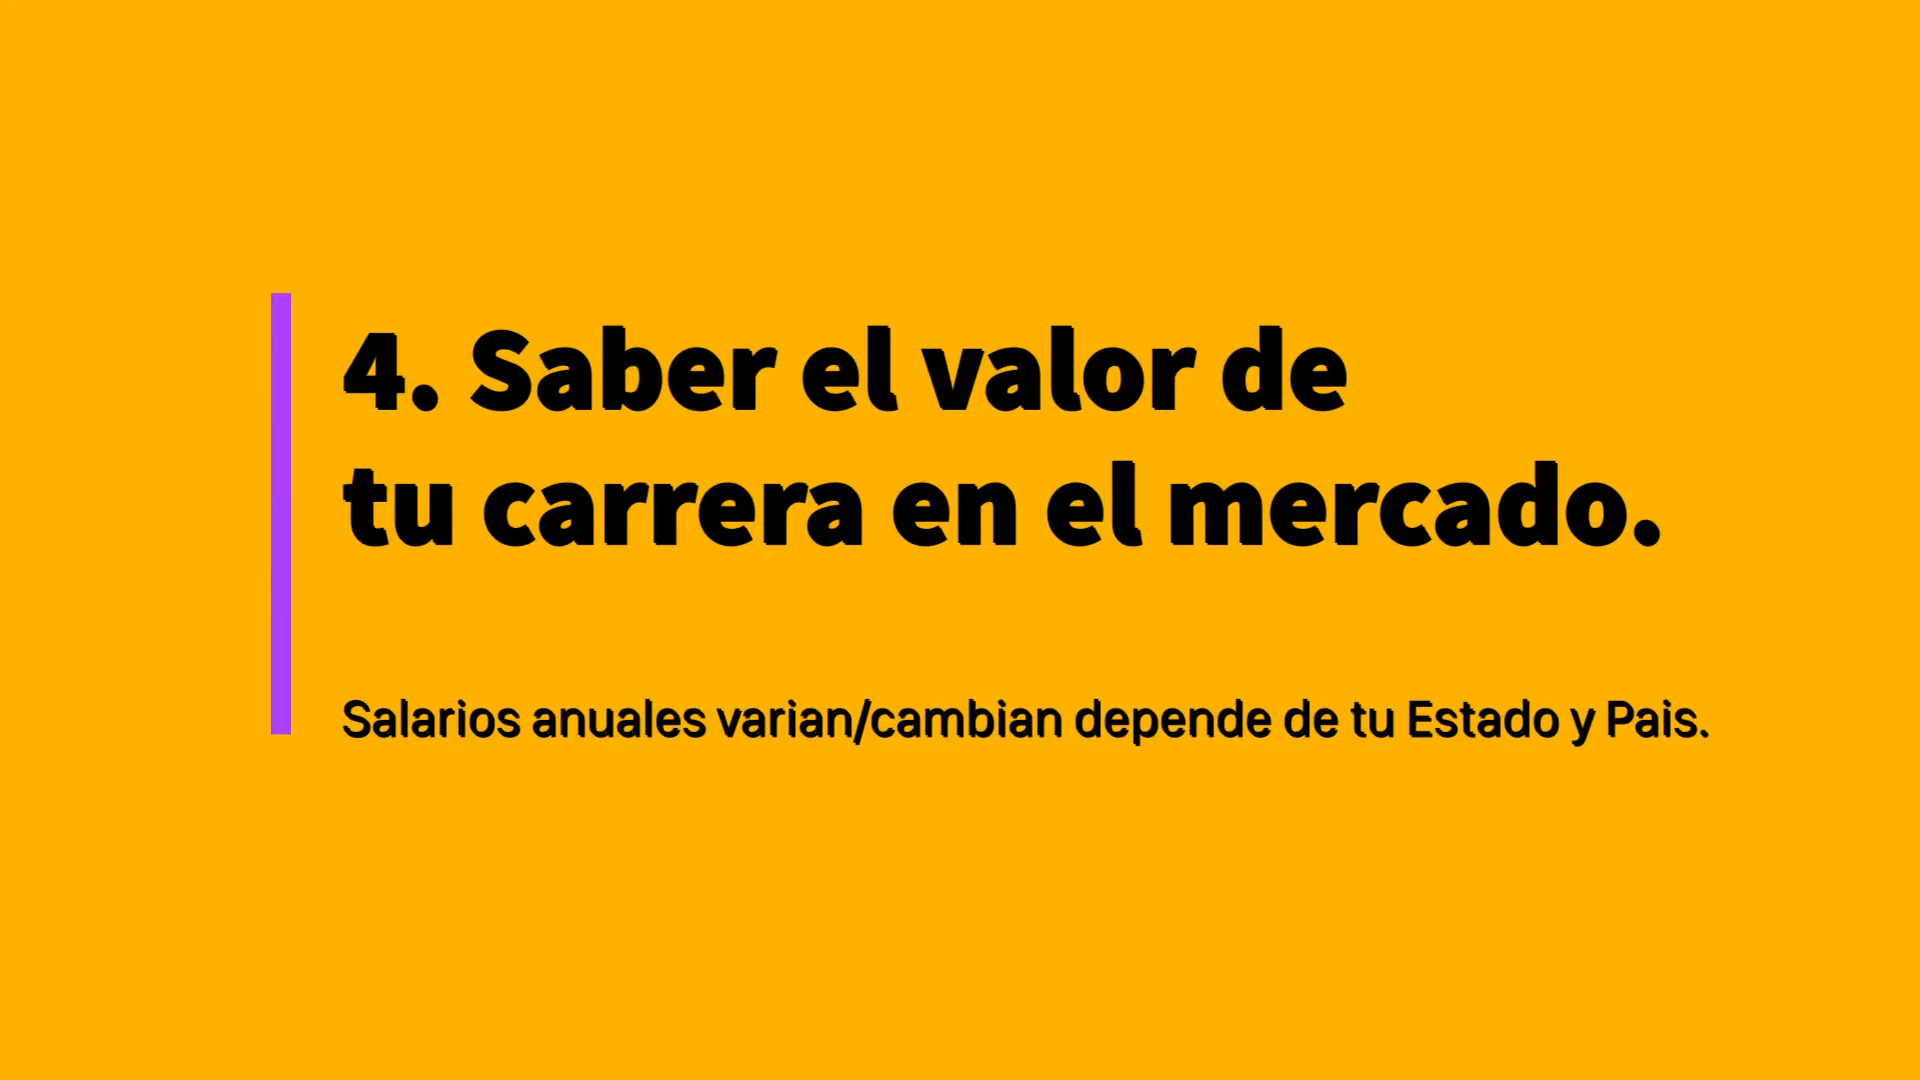 4. Saber el valor de
tu carrera en el mercado.
Salarios anuales varian/cambian depende de tu Estado y Pais.